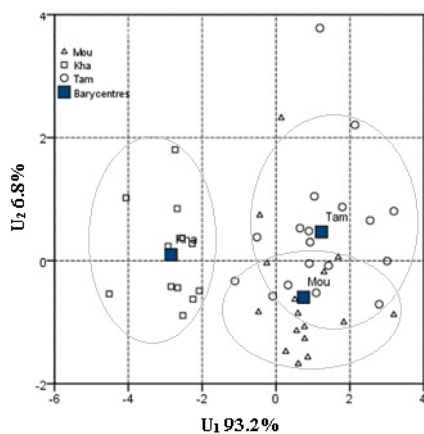 4
2
0
-2
U2 6.8%
Mou
Kha
Tam
Barycentres
Kha
Tam
Mou
-6 -4 -2 0 2 4
U1 93.2%